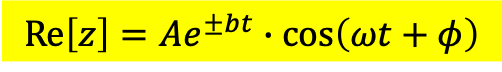 Re[z] = Ae^{±bt} · cos(ωt + ϕ)